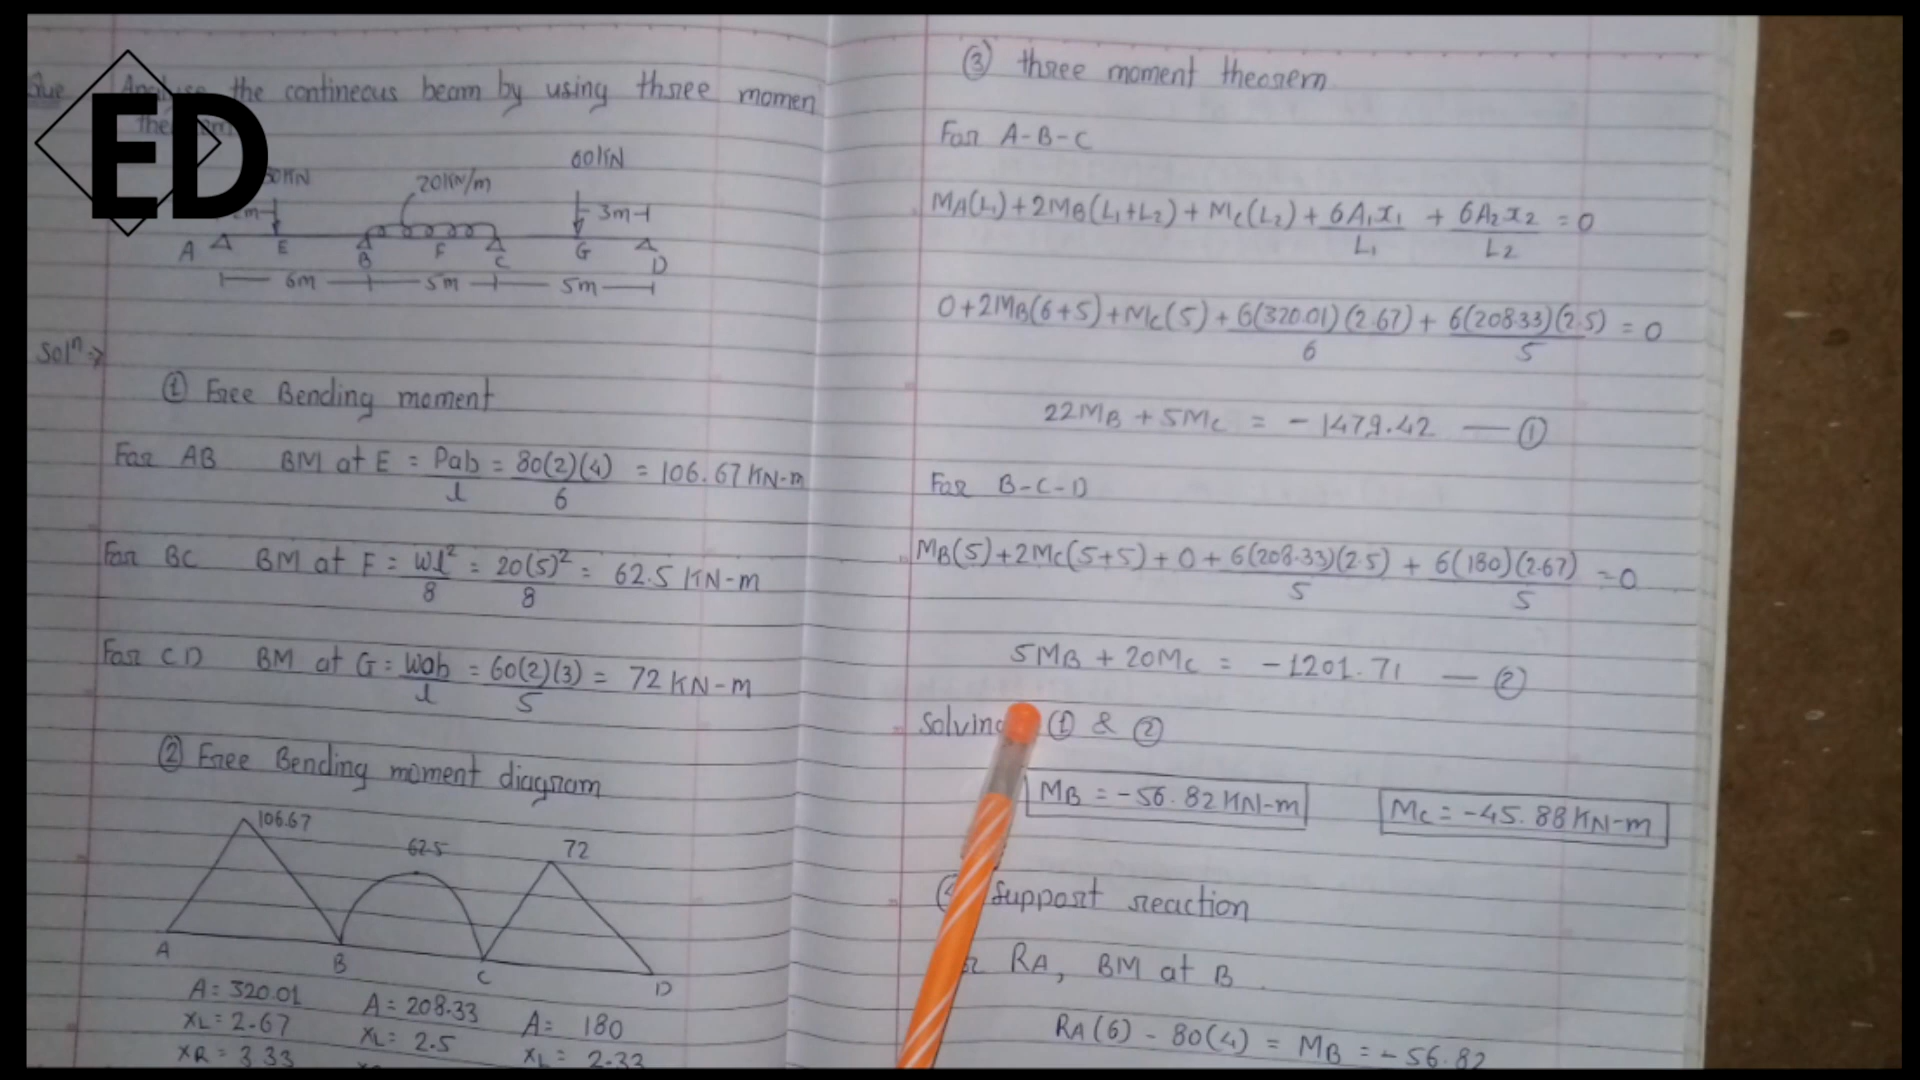 Que Analyse the contineous beam by using three momen
ED
80KN
20KN/m
60KN
2m
3m
A E B F C G D
6m 5m 5m
Soln ⇒
① Free Bending moment
For AB BM at E = Pab/l = 80(2)(4)/6 = 106.67 KN-m
For BC BM at F = wl²/8 = 20(5)²/8 = 62.5 KN-m
For CD BM at G = Wab/l = 60(2)(3)/5 = 72 KN-m
② Free Bending moment diagram
106.67
62.5
72
A B C D
A = 320.01 A = 208.33 A = 180
xL = 2.67 xL = 2.5 xL = 2.33
xR = 3.33
③ three moment theorem
For A-B-C
MA(L1) + 2MB(L1+L2) + MC(L2) + 6A1x1/L1 + 6A2x2/L2 = 0
0 + 2MB(6+5) + MC(5) + 6(320.01)(2.67)/6 + 6(208.33)(2.5)/5 = 0
22MB + 5MC = -1479.42 — ①
For B-C-D
MB(5) + 2MC(5+5) + 0 + 6(208.33)(2.5)/5 + 6(180)(2.67)/5 = 0
5MB + 20MC = -1201.71 — ②
Solving ① & ②
MB = -56.82 KN-m MC = -45.88 KN-m
Support reaction
RA, BM at B
RA(6) - 80(4) = MB = -56.82